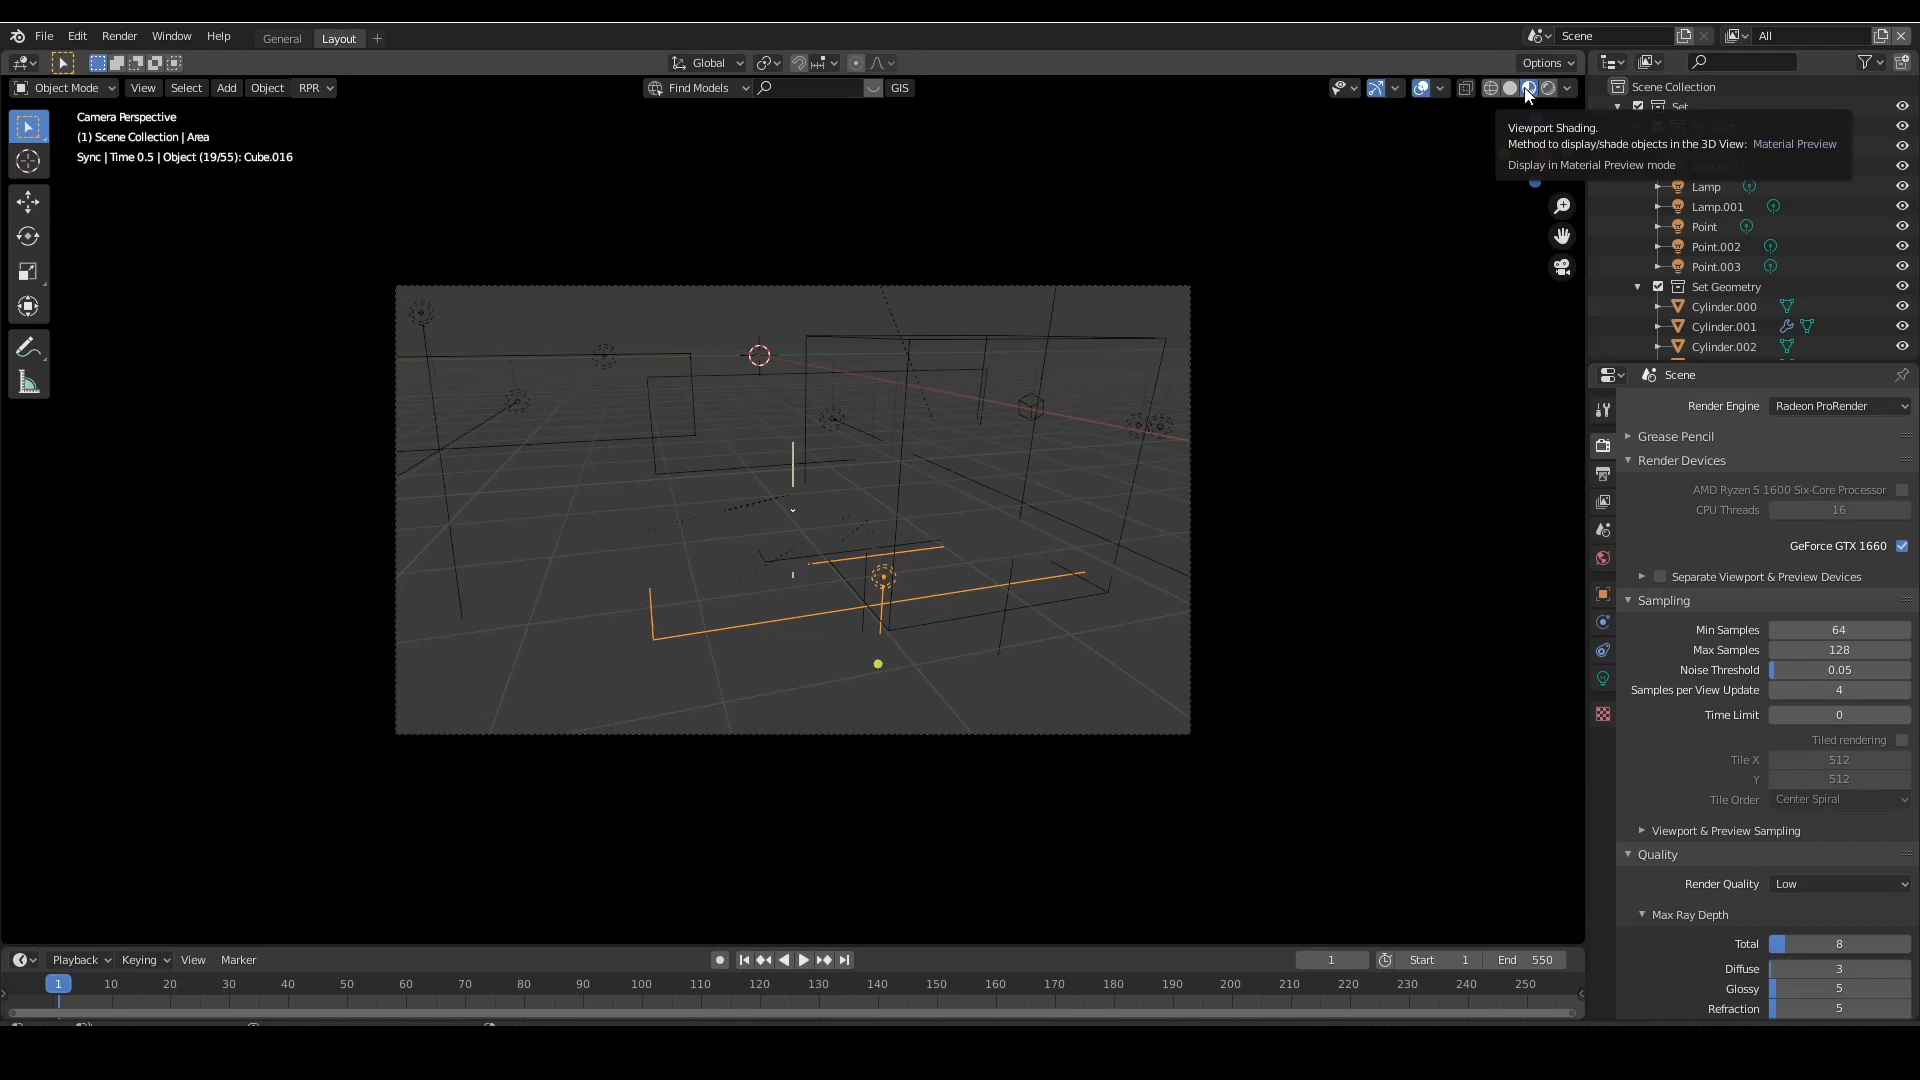 File Edit Render Window Help General Layout + Scene All
Global Options
Object Mode View Select Add Object RPR Find Models GIS
Camera Perspective
(1) Scene Collection | Area
Sync | Time 0.5 | Object (19/55): Cube.016
Viewport Shading.
Method to display/shade objects in the 3D View: Material Preview
Display in Material Preview mode
Scene Collection
Set
Lamp
Lamp.001
Point
Point.002
Point.003
Set Geometry
Cylinder.000
Cylinder.001
Cylinder.002
Scene
Render Engine Radeon ProRender
Grease Pencil
Render Devices
AMD Ryzen 5 1600 Six-Core Processor
CPU Threads 16
GeForce GTX 1660
Separate Viewport & Preview Devices
Sampling
Min Samples 64
Max Samples 128
Noise Threshold 0.05
Samples per View Update 4
Time Limit 0
Tiled rendering
Tile X 512
Y 512
Tile Order Center Spiral
Viewport & Preview Sampling
Quality
Render Quality Low
Max Ray Depth
Total 8
Diffuse 3
Glossy 5
Refraction 5
Playback Keying View Marker 1 Start 1 End 550
1 10 20 30 40 50 60 70 80 90 100 110 120 130 140 150 160 170 180 190 200 210 220 230 240 250